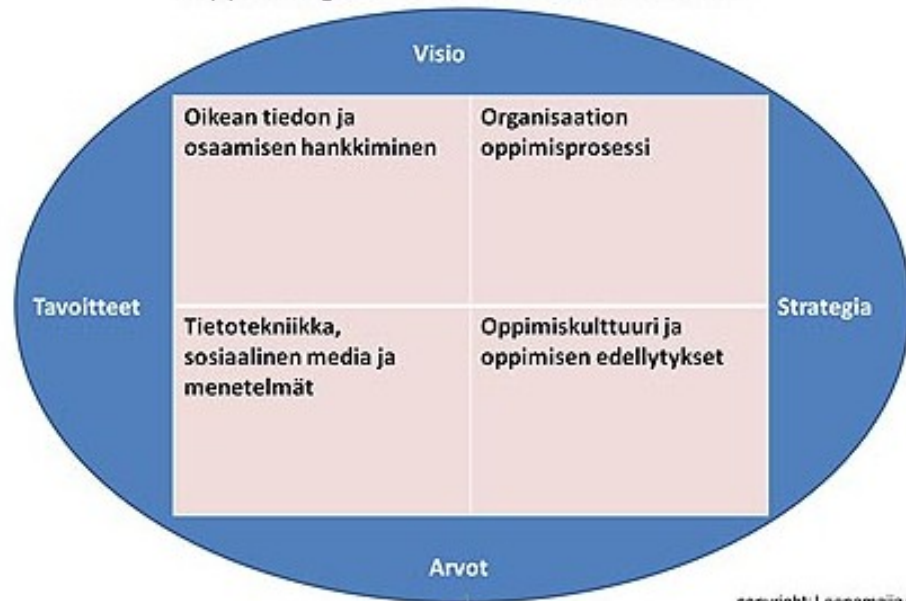 Visio
Oikean tiedon ja
osaamisen hankkiminen
Organisaation
oppimisprosessi
Tavoitteet
Strategia
Tietotekniikka,
sosiaalinen media ja
menetelmät
Oppimiskulttuuri ja
oppimisen edellytykset
Arvot